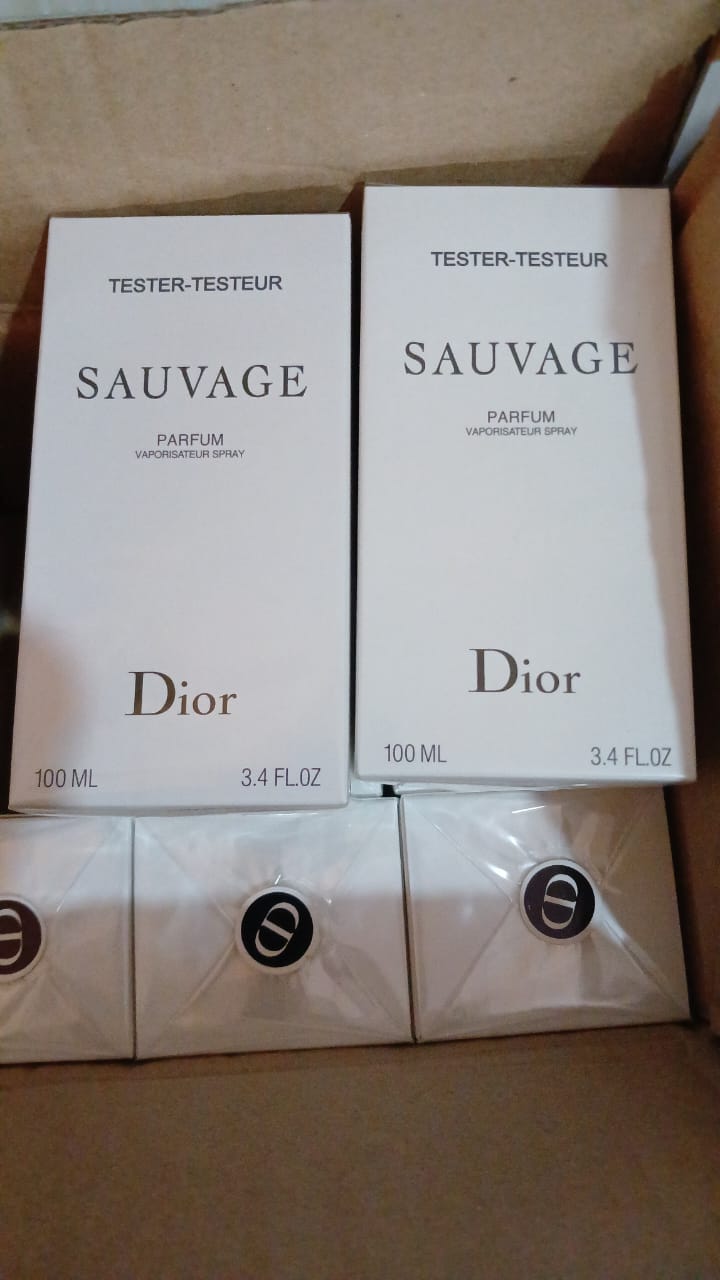 TESTER-TESTEUR
SAUVAGE
PARFUM
VAPORISATEUR SPRAY
Dior
100 ML 3.4 FL.OZ
TESTER-TESTEUR
SAUVAGE
PARFUM
VAPORISATEUR SPRAY
Dior
100 ML 3.4 FL.OZ